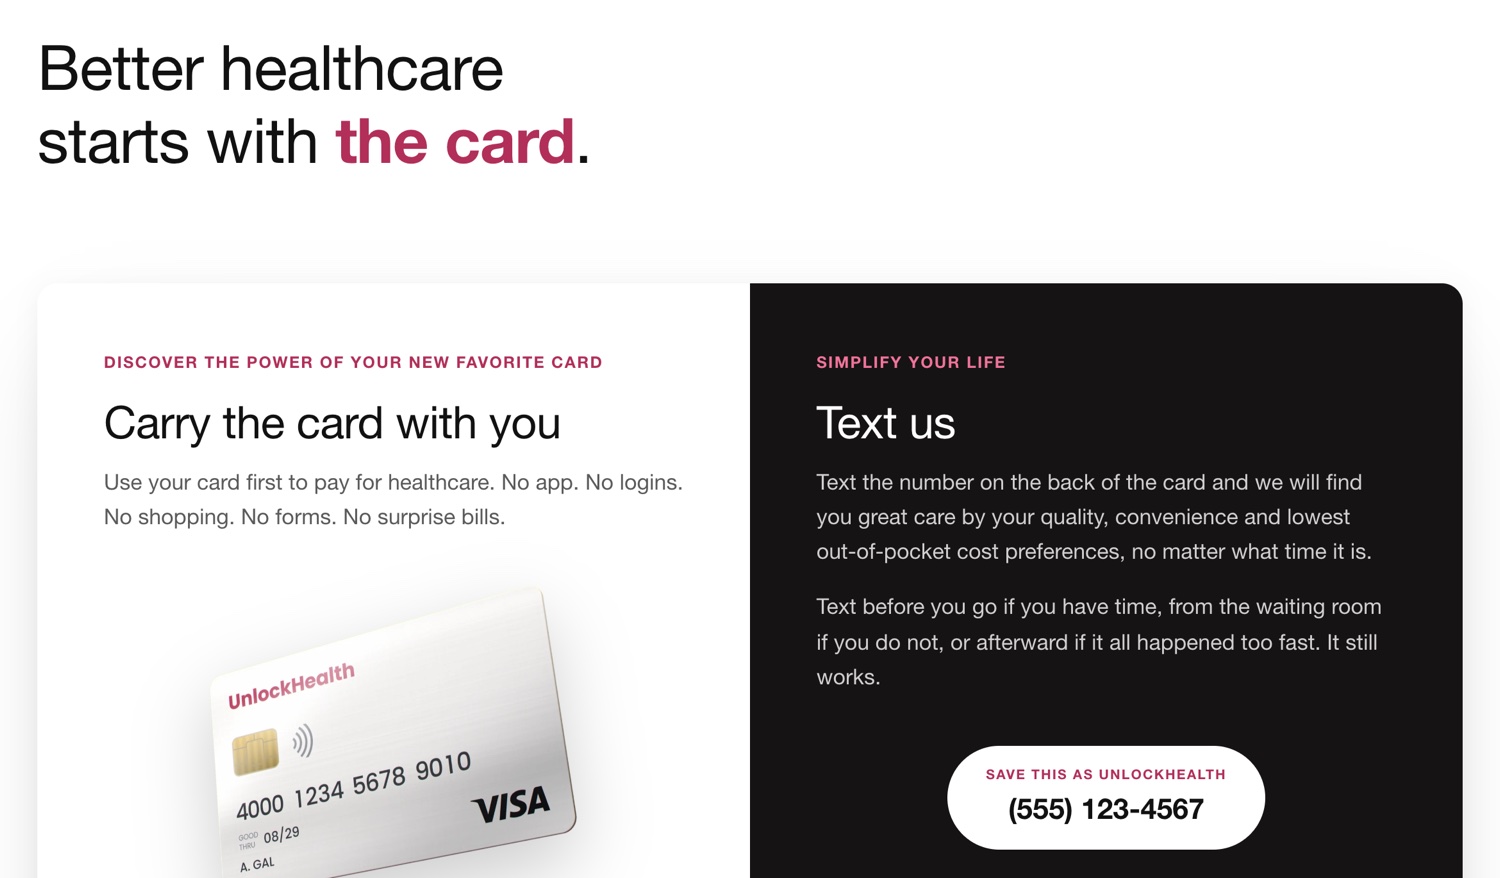 Better healthcare
starts with the card.
DISCOVER THE POWER OF YOUR NEW FAVORITE CARD
Carry the card with you
Use your card first to pay for healthcare. No app. No logins.
No shopping. No forms. No surprise bills.
UnlockHealth
4000 1234 5678 9010
GOOD
THRU 08/29
VISA
A. GAL
SIMPLIFY YOUR LIFE
Text us
Text the number on the back of the card and we will find
you great care by your quality, convenience and lowest
out-of-pocket cost preferences, no matter what time it is.
Text before you go if you have time, from the waiting room
if you do not, or afterward if it all happened too fast. It still
works.
SAVE THIS AS UNLOCKHEALTH
(555) 123-4567